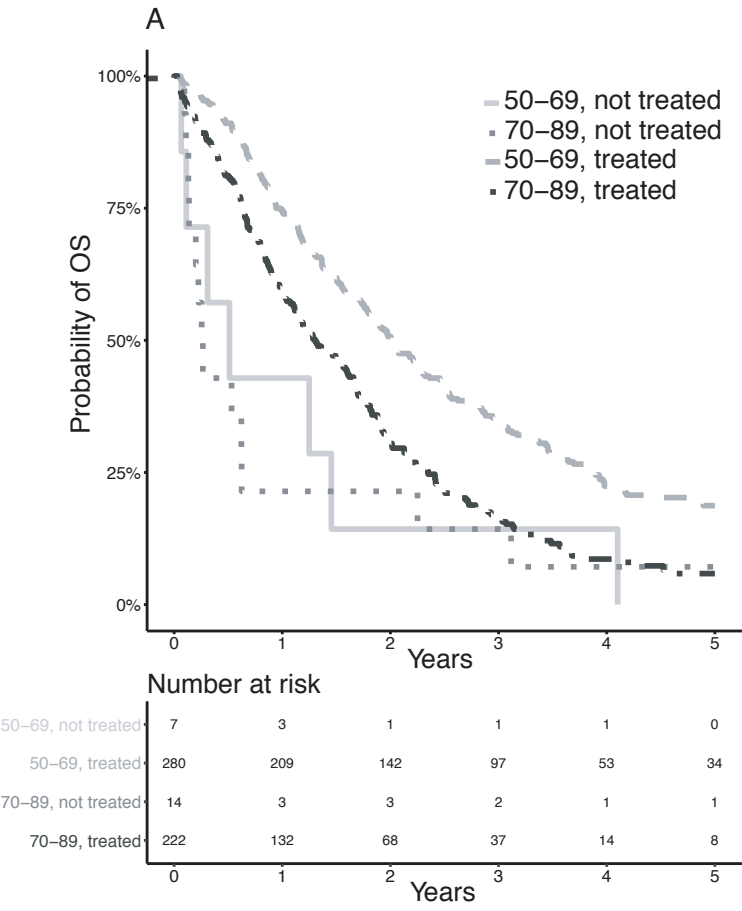 A
Probability of OS
100%
75%
50%
25%
0%
50–69, not treated
70–89, not treated
50–69, treated
70–89, treated
0 1 2 3 4 5
Years
Number at risk
50–69, not treated 7 3 1 1 1 0
50–69, treated 280 209 142 97 53 34
70–89, not treated 14 3 3 2 1 1
70–89, treated 222 132 68 37 14 8
0 1 2 3 4 5
Years